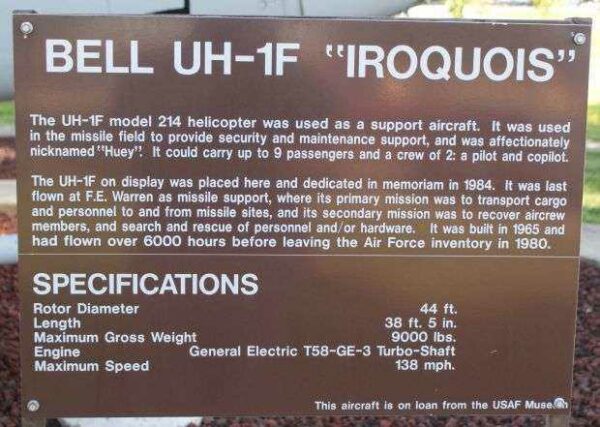 BELL UH-1F "IROQUOIS"
The UH-1F model 214 helicopter was used as a support aircraft. It was used
in the missile field to provide security and maintenance support, and was affectionately
nicknamed "Huey". It could carry up to 9 passengers and a crew of 2: a pilot and copilot.
The UH-1F on display was placed here and dedicated in memoriam in 1984. It was last
flown at F.E. Warren as missile support, where its primary mission was to transport cargo
and personnel to and from missile sites, and its secondary mission was to recover aircrew
members, and search and rescue of personnel and/or hardware. It was built in 1965 and
had flown over 6000 hours before leaving the Air Force inventory in 1980.
SPECIFICATIONS
Rotor Diameter 44 ft.
Length 38 ft. 5 in.
Maximum Gross Weight 9000 lbs.
Engine General Electric T58-GE-3 Turbo-Shaft
Maximum Speed 138 mph.
This aircraft is on loan from the USAF Museum